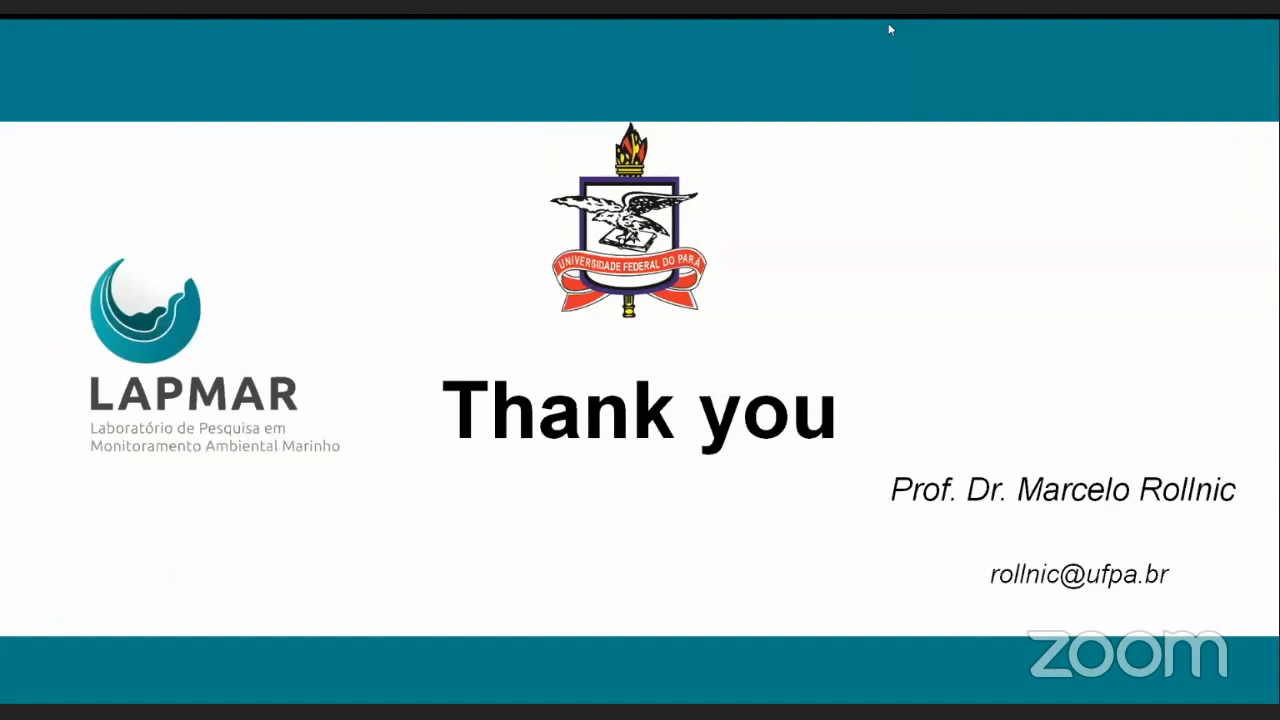 UNIVERSIDADE FEDERAL DO PARÁ
LAPMAR
Laboratório de Pesquisa em
Monitoramento Ambiental Marinho
Thank you
Prof. Dr. Marcelo Rollnic
rollnic@ufpa.br
zoom